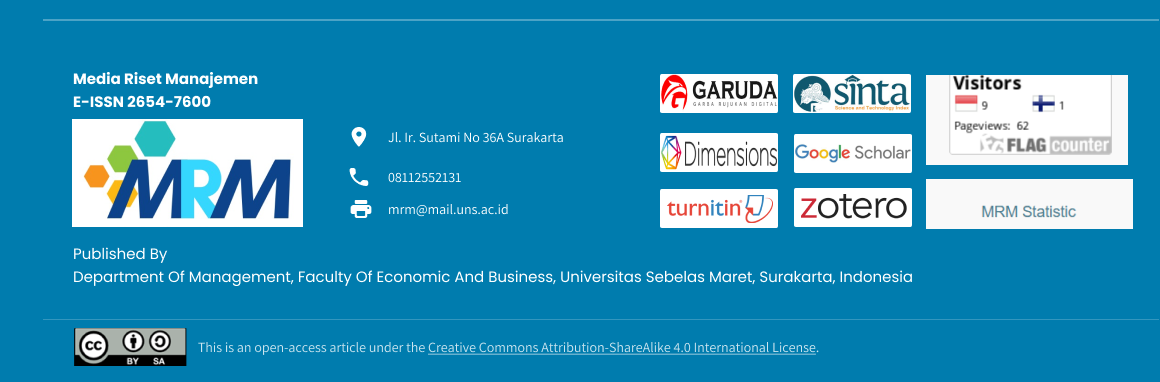 Media Riset Manajemen
E-ISSN 2654-7600
MRM
Jl. Ir. Sutami No 36A Surakarta
08112552131
mrm@mail.uns.ac.id
GARUDA
GARBA RUJUKAN DIGITAL
sinta
Science and Technology Index
Dimensions
Google Scholar
turnitin
zotero
Visitors
9 1
Pageviews: 62
FLAG counter
MRM Statistic
Published By
Department Of Management, Faculty Of Economic And Business, Universitas Sebelas Maret, Surakarta, Indonesia
cc BY SA
This is an open-access article under the Creative Commons Attribution-ShareAlike 4.0 International License.